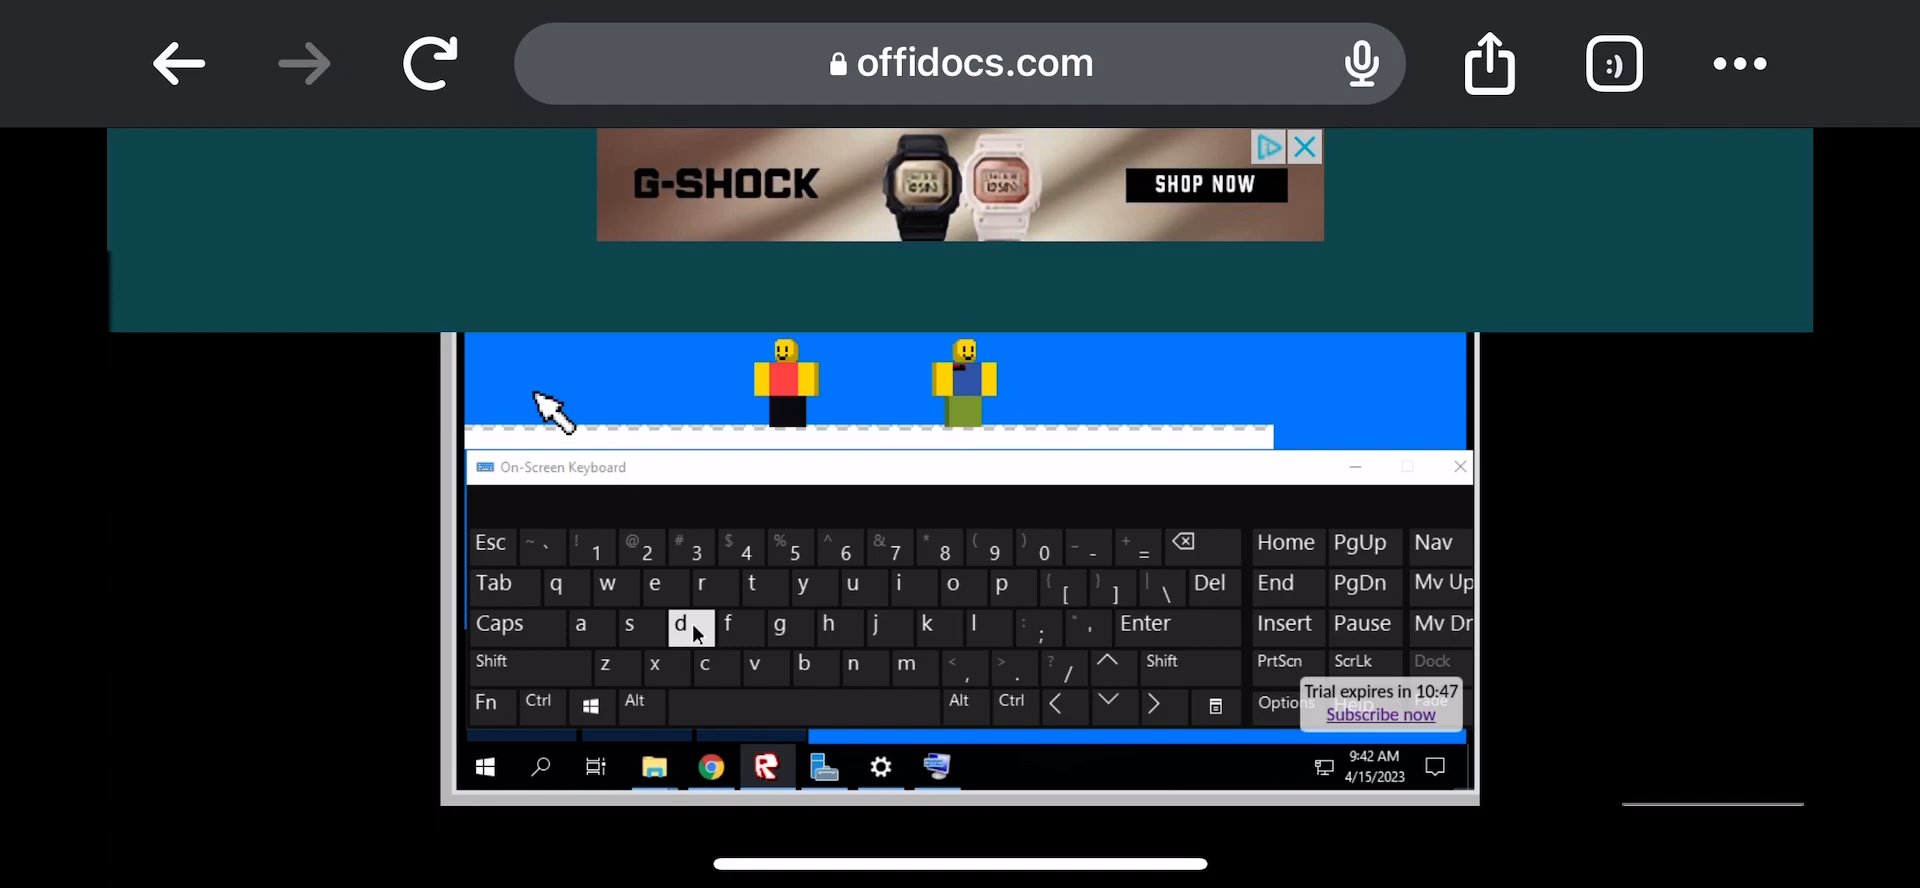 offidocs.com
:)
G-SHOCK
SHOP NOW
On-Screen Keyboard
Esc ~ ` ! 1 @ 2 # 3 $ 4 % 5 ^ 6 & 7 * 8 ( 9 ) 0 _ - + = Home PgUp Nav
Tab q w e r t y u i o p { [ } ] | \ Del End PgDn Mv Up
Caps a s d f g h j k l : ; " ' Enter Insert Pause Mv Dn
Shift z x c v b n m < , > . ? / Shift PrtScn ScrLk Dock
Fn Ctrl Alt Alt Ctrl Options Help Fade
Trial expires in 10:47
Subscribe now
9:42 AM
4/15/2023